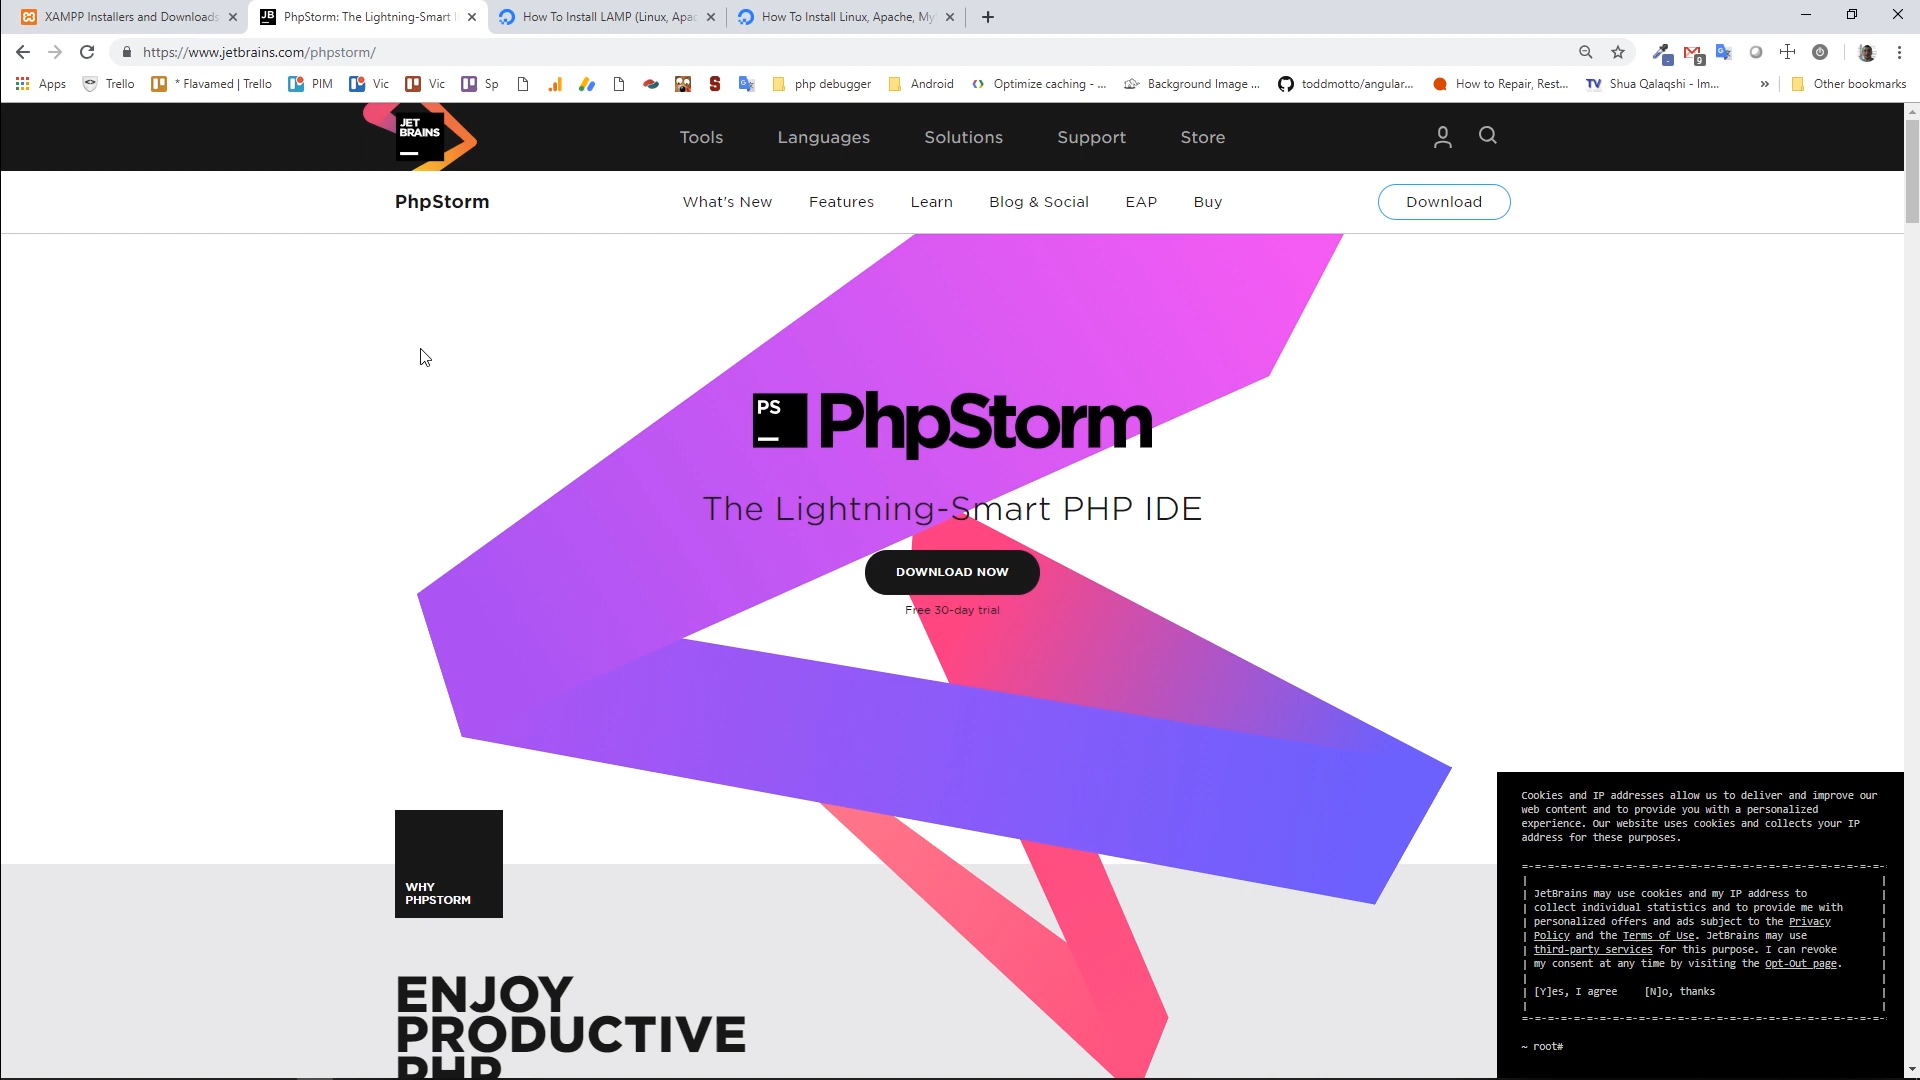 XAMPP Installers and Downloads
PhpStorm: The Lightning-Smart
How To Install LAMP (Linux, Apac
How To Install Linux, Apache, My
https://www.jetbrains.com/phpstorm/
9
Apps
Trello
* Flavamed | Trello
PIM
Vic
Vic
Sp
php debugger
Android
Optimize caching - ...
Background Image ...
toddmotto/angular...
How to Repair, Rest...
TV Shua Qalaqshi - Im...
»
Other bookmarks
JET
BRAINS
Tools
Languages
Solutions
Support
Store
PhpStorm
What's New
Features
Learn
Blog & Social
EAP
Buy
Download
PS
PhpStorm
The Lightning-Smart PHP IDE
DOWNLOAD NOW
Free 30-day trial
WHY
PHPSTORM
ENJOY
PRODUCTIVE
PHP
Cookies and IP addresses allow us to deliver and improve our
web content and to provide you with a personalized
experience. Our website uses cookies and collects your IP
address for these purposes.
JetBrains may use cookies and my IP address to
collect individual statistics and to provide me with
personalized offers and ads subject to the Privacy
Policy and the Terms of Use. JetBrains may use
third-party services for this purpose. I can revoke
my consent at any time by visiting the Opt-Out page.
[Y]es, I agree [N]o, thanks
~ root#